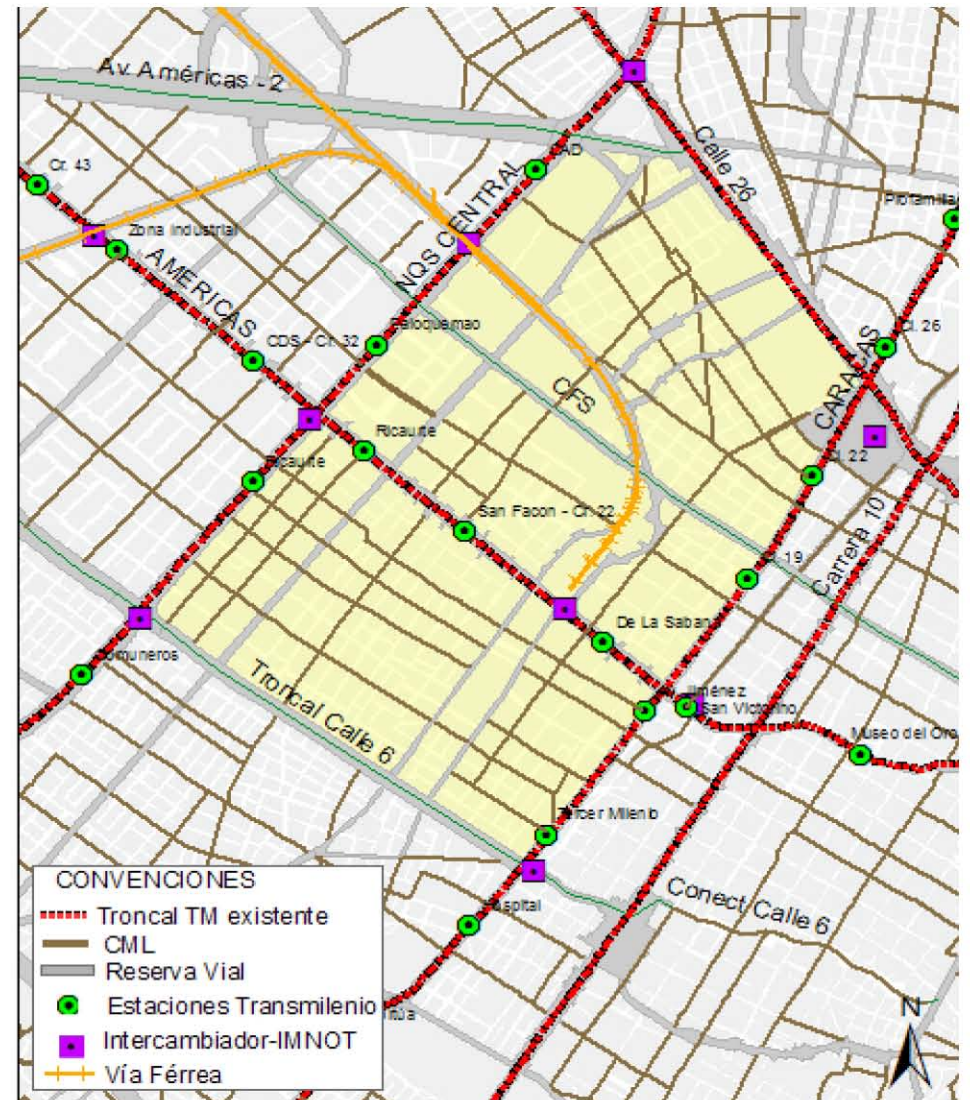 Av. Américas - 2
Cr. 43
Zona Industrial
AMERICAS
NQS CENTRAL
Calle 26
Profamilia
CDS - Cr. 32
Paloquemao
CFS
CARACAS
Cl. 26
Ricaurte
Cl. 22
Ricaurte
San Facon - Cr. 22
Carrera 10
19
De La Sabana
Comuneros
Troncal Calle 6
Jiménez
San Victorino
Museo del Oro
Tercer Milenio
Conect Calle 6
Hospital
N
CONVENCIONES
Troncal TM existente
CML
Reserva Vial
Estaciones Transmilenio
Intercambiador-IMNOT
Vía Férrea